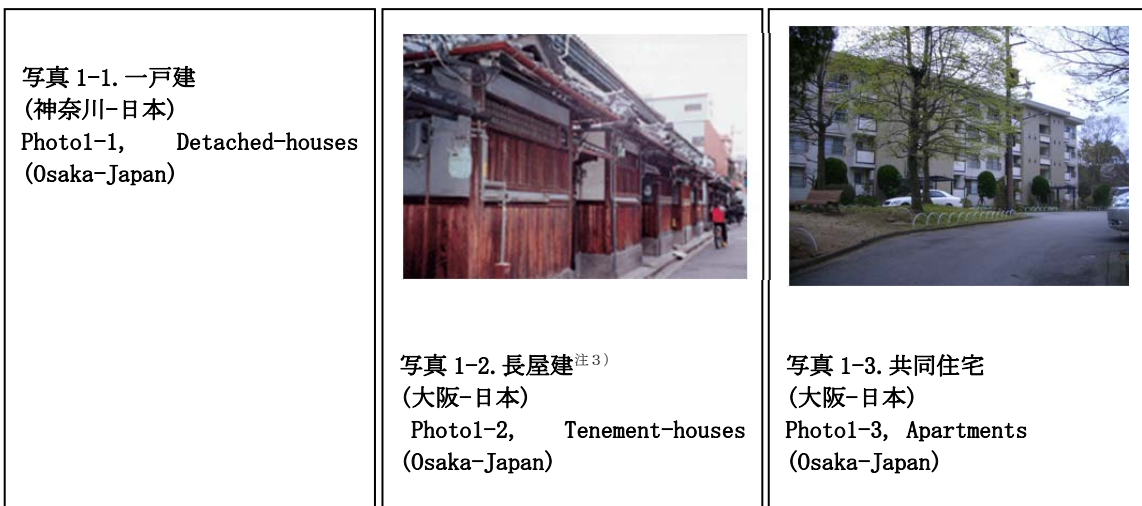 写真 1-1. 一戸建
(神奈川-日本)
Photo1-1, Detached-houses
(Osaka-Japan)
写真 1-2. 長屋建注3)
(大阪-日本)
Photo1-2, Tenement-houses
(Osaka-Japan)
写真 1-3. 共同住宅
(大阪-日本)
Photo1-3, Apartments
(Osaka-Japan)